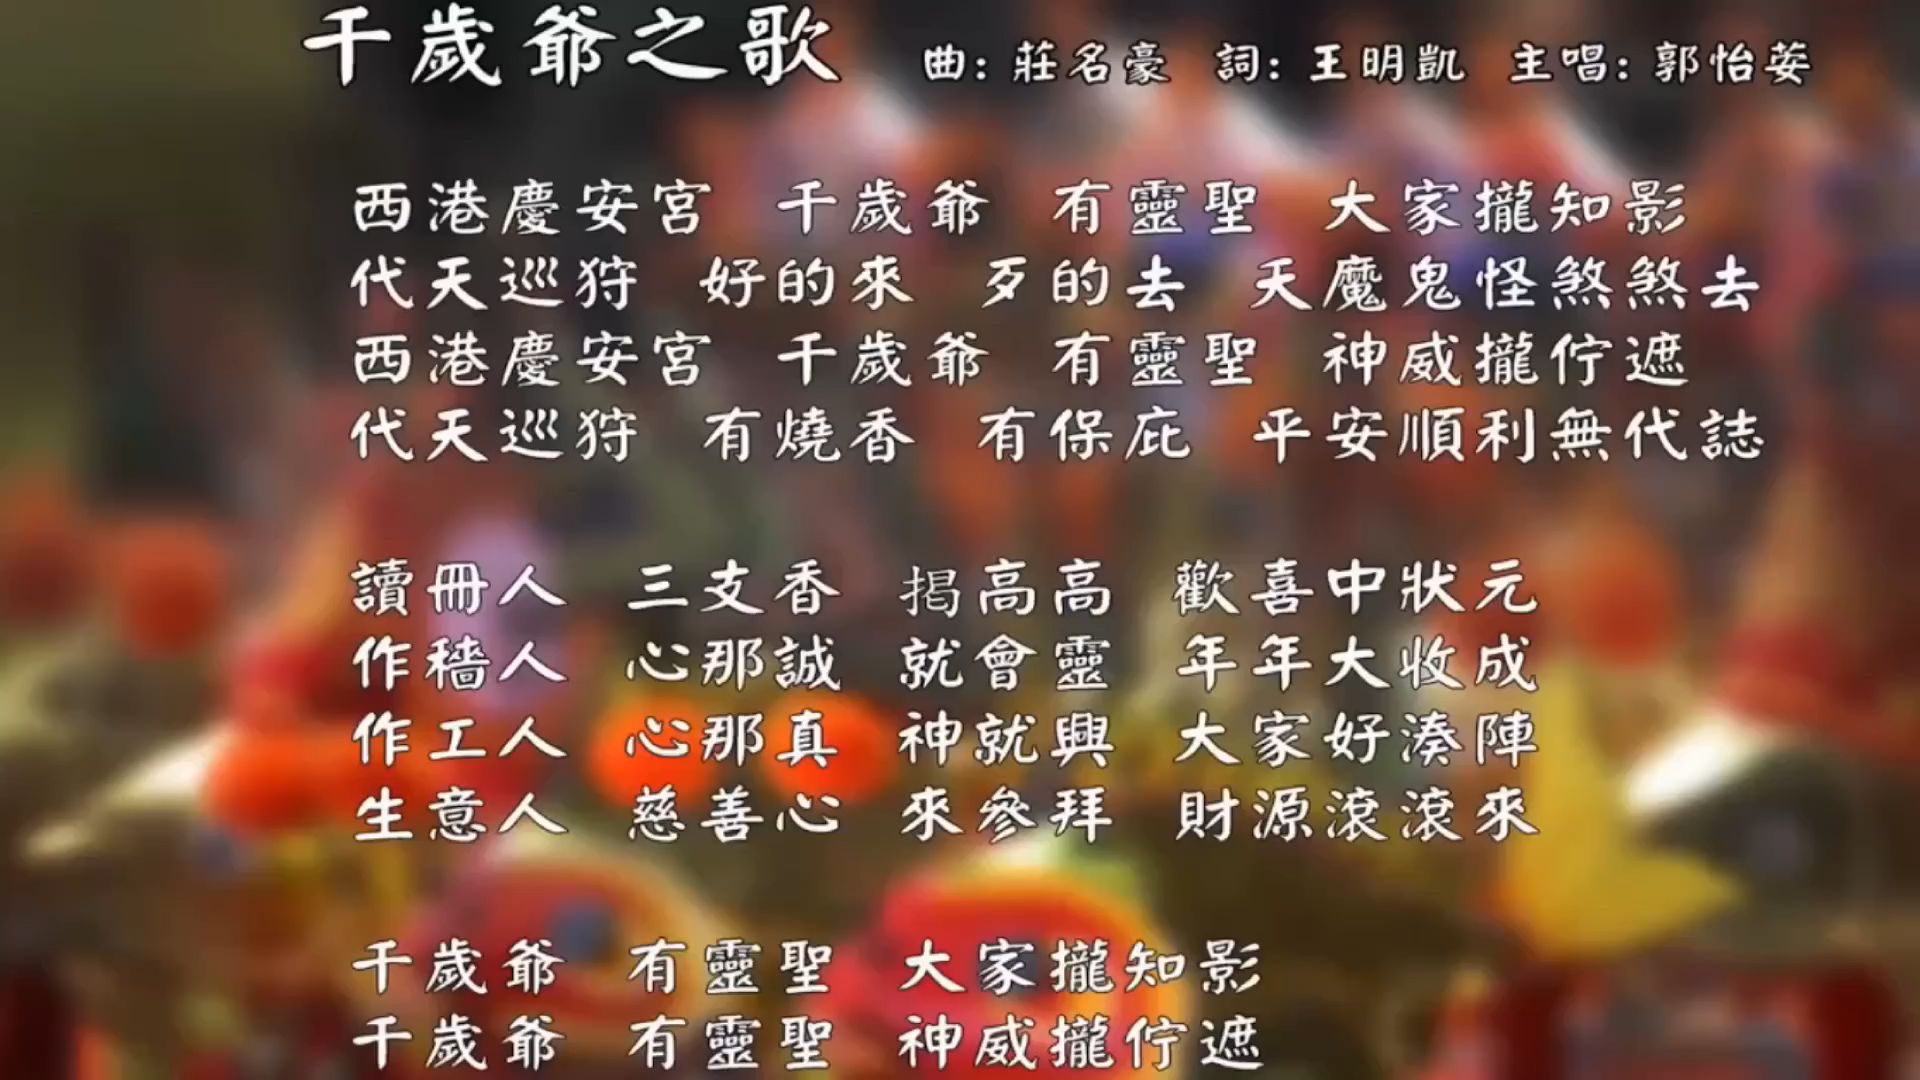 千歲爺之歌 曲: 莊名豪 詞: 王明凱 主唱: 郭怡荌
西港慶安宮 千歲爺 有靈聖 大家攏知影
代天巡狩 好的來 歹的去 天魔鬼怪煞煞去
西港慶安宮 千歲爺 有靈聖 神威攏佇遮
代天巡狩 有燒香 有保庇 平安順利無代誌
讀冊人 三支香 揭高高 歡喜中狀元
作穡人 心那誠 就會靈 年年大收成
作工人 心那真 神就興 大家好湊陣
生意人 慈善心 來參拜 財源滾滾來
千歲爺 有靈聖 大家攏知影
千歲爺 有靈聖 神威攏佇遮